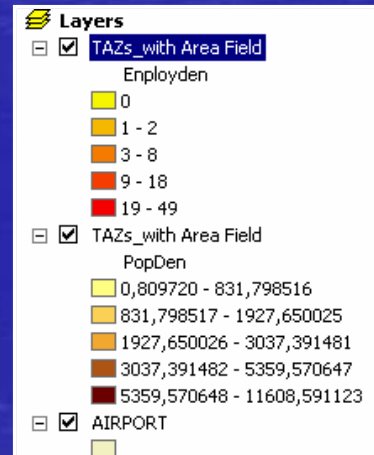 Layers
TAZs_with Area Field
Enployden
0
1 - 2
3 - 8
9 - 18
19 - 49
TAZs_with Area Field
PopDen
0,809720 - 831,798516
831,798517 - 1927,650025
1927,650026 - 3037,391481
3037,391482 - 5359,570647
5359,570648 - 11608,591123
AIRPORT